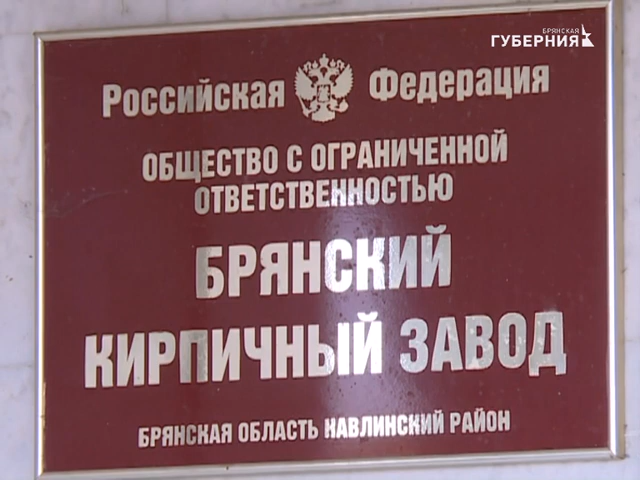 БРЯНСКАЯ
ГУБЕРНИЯ
Российская Федерация
ОБЩЕСТВО С ОГРАНИЧЕННОЙ
ОТВЕТСТВЕННОСТЬЮ
БРЯНСКИЙ
КИРПИЧНЫЙ ЗАВОД
БРЯНСКАЯ ОБЛАСТЬ НАВЛИНСКИЙ РАЙОН